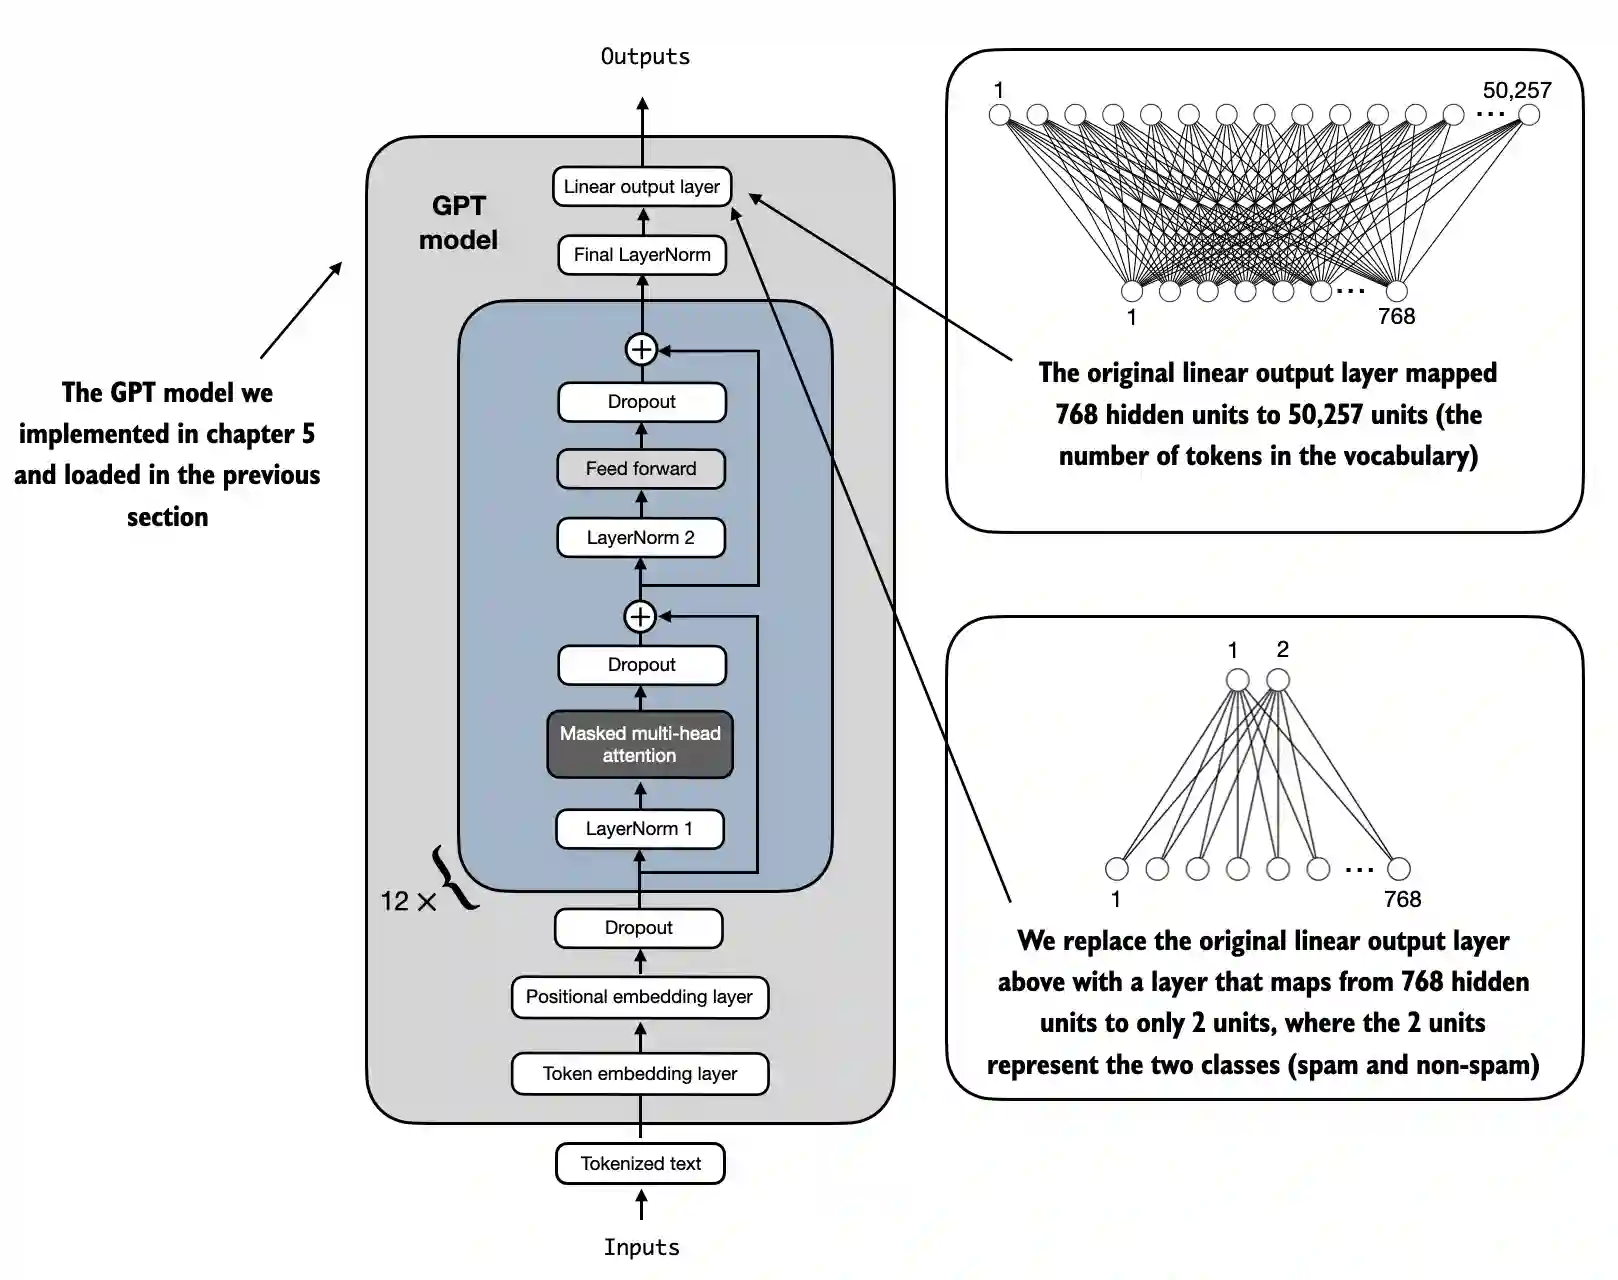 Outputs
GPT
model
Linear output layer
Final LayerNorm
Dropout
Feed forward
LayerNorm 2
Dropout
Masked multi-head
attention
LayerNorm 1
12 ×
Dropout
Positional embedding layer
Token embedding layer
Tokenized text
Inputs
The GPT model we
implemented in chapter 5
and loaded in the previous
section
1
50,257
...
...
1
768
The original linear output layer mapped
768 hidden units to 50,257 units (the
number of tokens in the vocabulary)
1 2
...
1
768
We replace the original linear output layer
above with a layer that maps from 768 hidden
units to only 2 units, where the 2 units
represent the two classes (spam and non-spam)